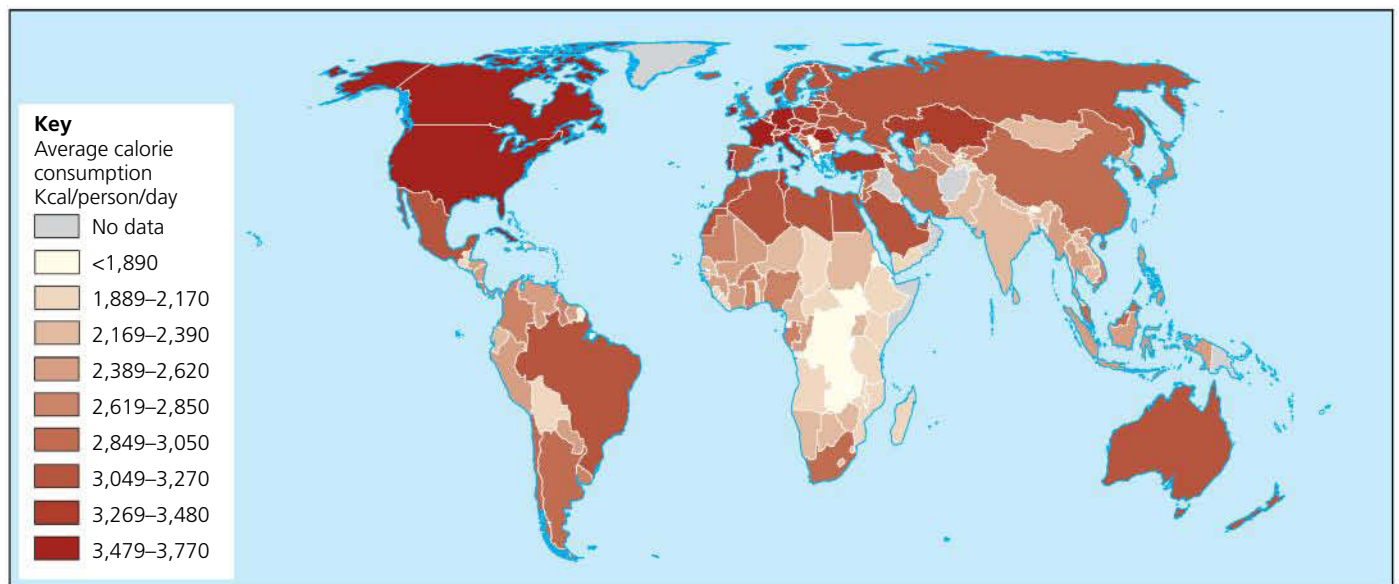 Key
Average calorie
consumption
Kcal/person/day
No data
<1,890
1,889–2,170
2,169–2,390
2,389–2,620
2,619–2,850
2,849–3,050
3,049–3,270
3,269–3,480
3,479–3,770